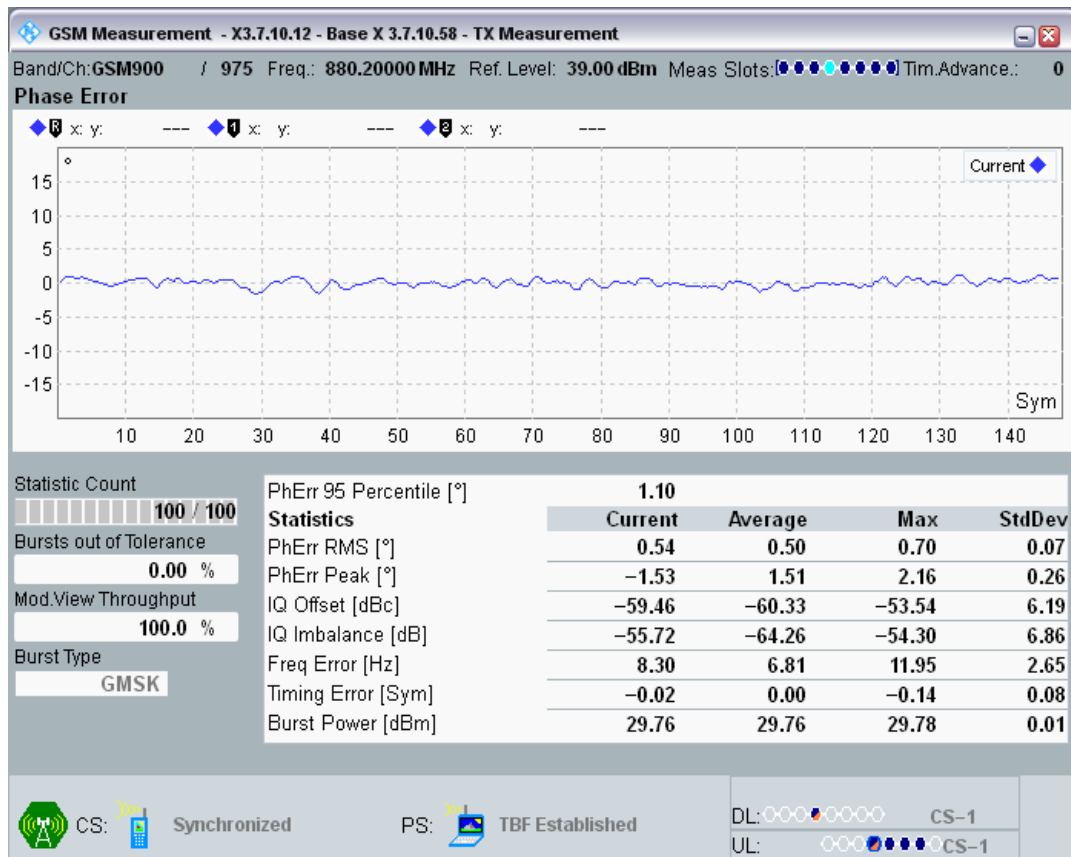 GSM Measurement - X3.7.10.12 - Base X 3.7.10.58 - TX Measurement
Band/Ch:GSM900 / 975 Freq.: 880.20000 MHz Ref. Level: 39.00 dBm Meas Slots: Tim.Advance.: 0
Phase Error
R x: y: --- 1 x: y: --- 2 x: y: ---
°
Current
15
10
5
0
-5
-10
-15
Sym
10 20 30 40 50 60 70 80 90 100 110 120 130 140
Statistic Count
100 / 100
Bursts out of Tolerance
0.00 %
Mod.View Throughput
100.0 %
Burst Type
GMSK
PhErr 95 Percentile [°] 1.10
Statistics Current Average Max StdDev
PhErr RMS [°] 0.54 0.50 0.70 0.07
PhErr Peak [°] −1.53 1.51 2.16 0.26
IQ Offset [dBc] −59.46 −60.33 −53.54 6.19
IQ Imbalance [dB] −55.72 −64.26 −54.30 6.86
Freq Error [Hz] 8.30 6.81 11.95 2.65
Timing Error [Sym] −0.02 0.00 −0.14 0.08
Burst Power [dBm] 29.76 29.76 29.78 0.01
CS: Synchronized PS: TBF Established
DL: CS−1
UL: CS−1